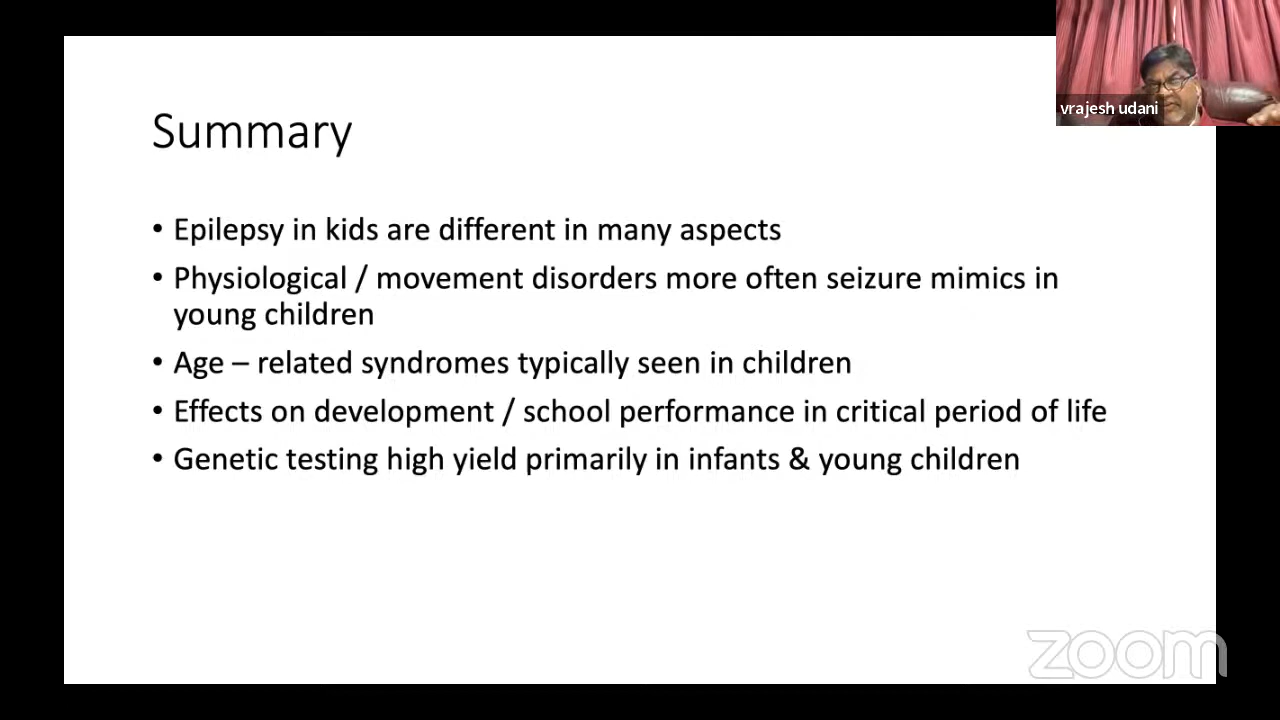 vrajesh udani
Summary
• Epilepsy in kids are different in many aspects
• Physiological / movement disorders more often seizure mimics in
young children
• Age – related syndromes typically seen in children
• Effects on development / school performance in critical period of life
• Genetic testing high yield primarily in infants & young children
zoom